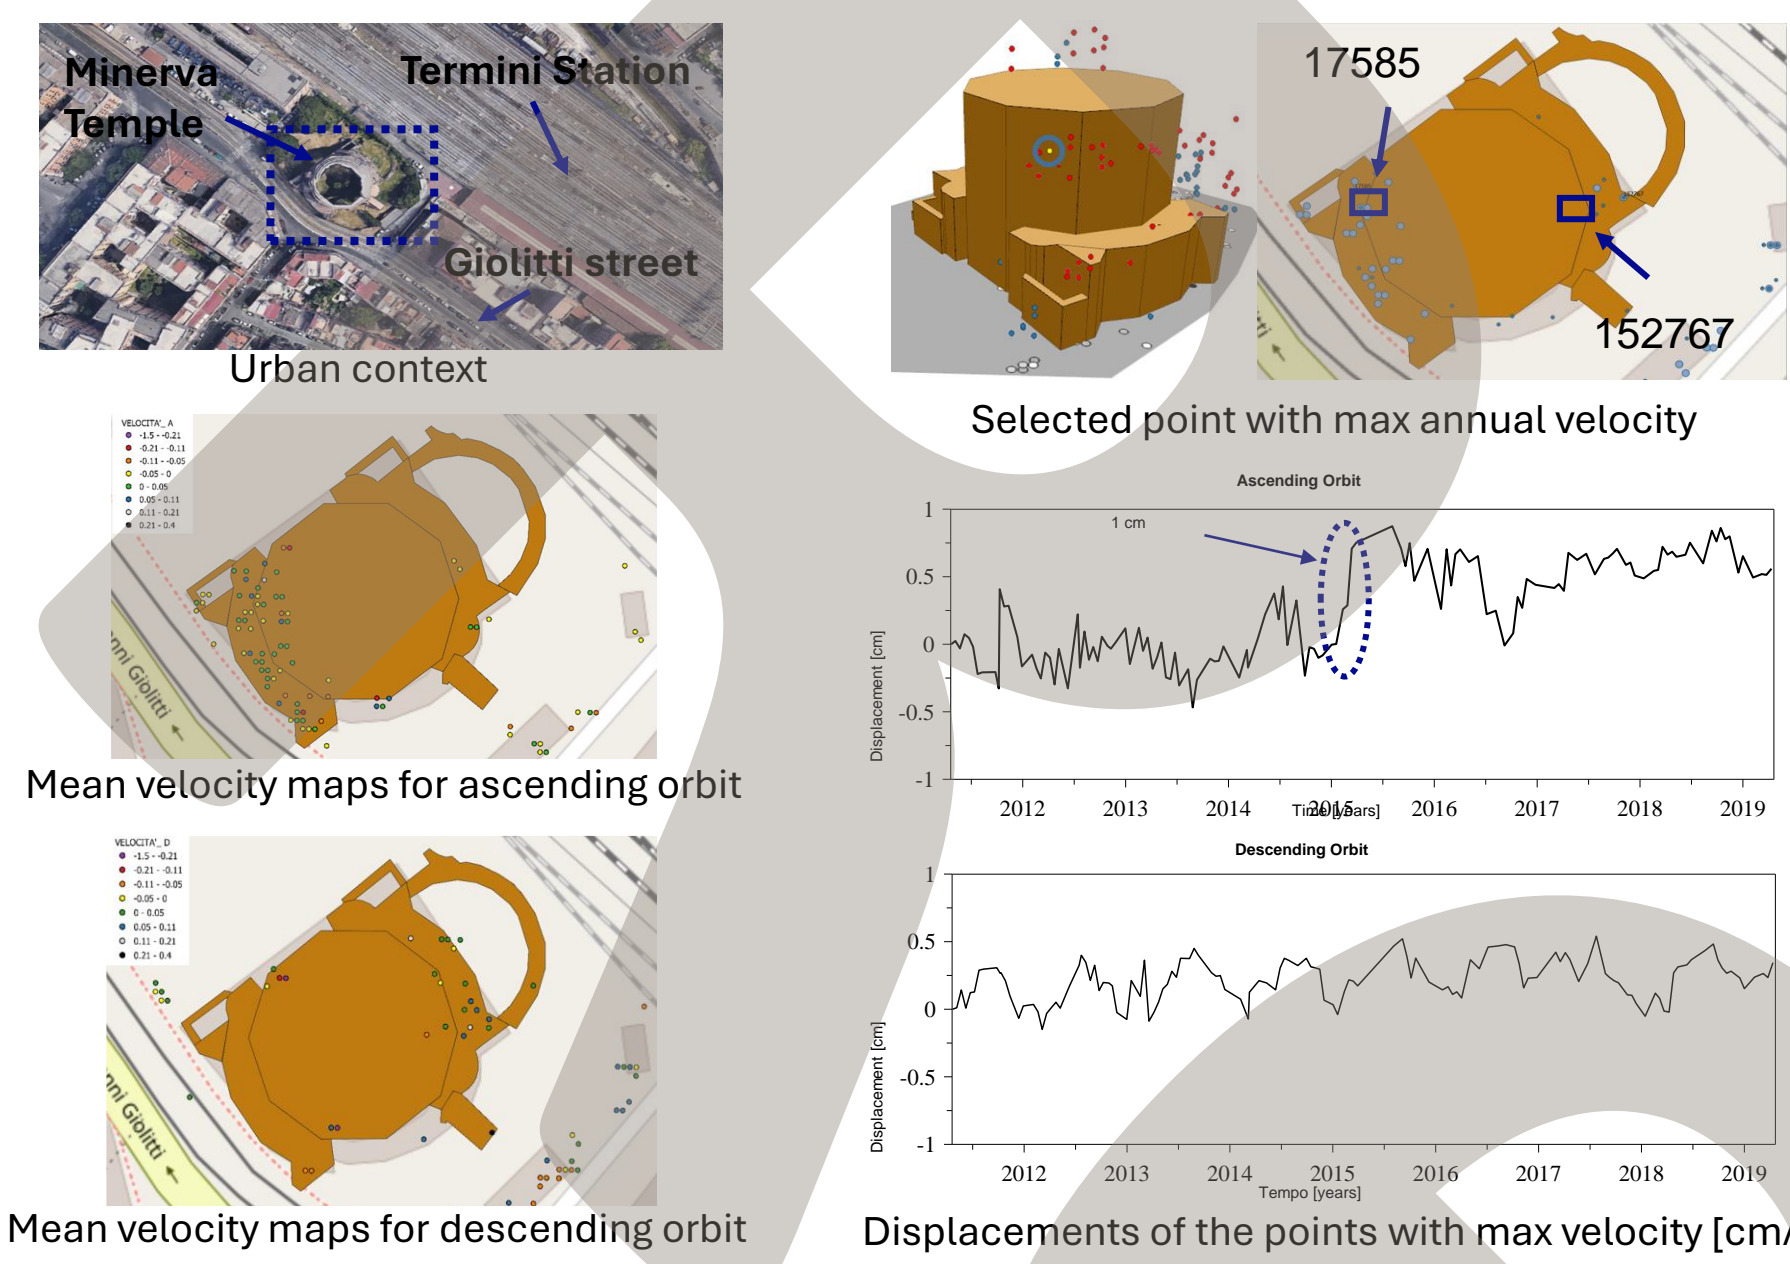 Minerva
Temple
Termini Station
Giolitti street
Urban context
17585
152767
Selected point with max annual velocity
VELOCITA'_ A
-1.5 - -0.21
-0.21 - -0.11
-0.11 - -0.05
-0.05 - 0
0 - 0.05
0.05 - 0.11
0.11 - 0.21
0.21 - 0.4
nni Giolitti
Mean velocity maps for ascending orbit
VELOCITA'_ D
-1.5 - -0.21
-0.21 - -0.11
-0.11 - -0.05
-0.05 - 0
0 - 0.05
0.05 - 0.11
0.11 - 0.21
0.21 - 0.4
nni Giolitti
Mean velocity maps for descending orbit
Ascending Orbit
1 cm
1
0.5
0
-0.5
-1
Displacement [cm]
2012 2013 2014 2015 2016 2017 2018 2019
Time [years]
Descending Orbit
1
0.5
0
-0.5
-1
Displacement [cm]
2012 2013 2014 2015 2016 2017 2018 2019
Tempo [years]
Displacements of the points with max velocity [cm/